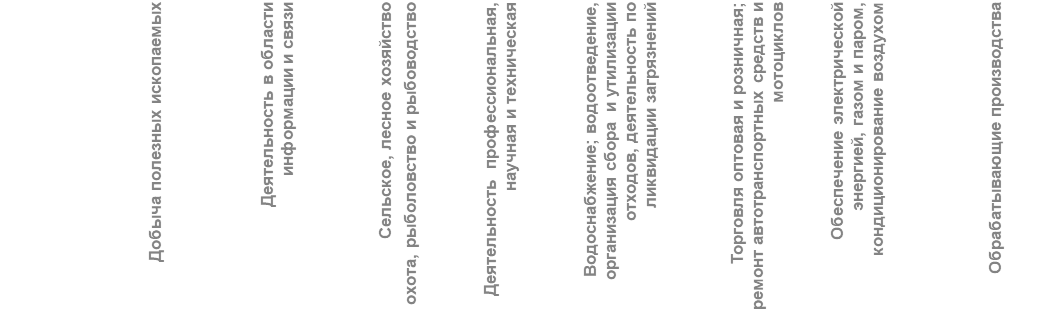 Добыча полезных ископаемых
Деятельность в области
информации и связи
Сельское, лесное хозяйство
охота, рыболовство и рыбоводство
Деятельность профессиональная,
научная и техническая
Водоснабжение; водоотведение,
организация сбора и утилизации
отходов, деятельность по
ликвидации загрязнений
Торговля оптовая и розничная;
ремонт автотранспортных средств и
мотоциклов
Обеспечение электрической
энергией, газом и паром,
кондиционирование воздухом
Обрабатывающие производства